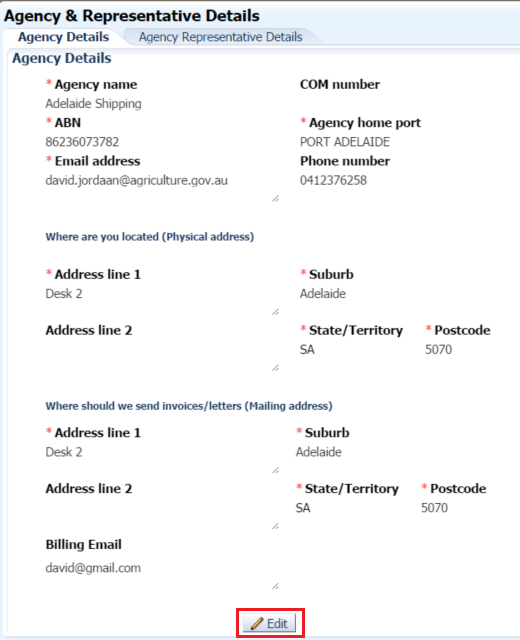 Agency & Representative Details
Agency Details Agency Representative Details
Agency Details
* Agency name COM number
Adelaide Shipping
* ABN * Agency home port
86236073782 PORT ADELAIDE
* Email address Phone number
david.jordaan@agriculture.gov.au 0412376258
Where are you located (Physical address)
* Address line 1 * Suburb
Desk 2 Adelaide
Address line 2 * State/Territory * Postcode
SA 5070
Where should we send invoices/letters (Mailing address)
* Address line 1 * Suburb
Desk 2 Adelaide
Address line 2 * State/Territory * Postcode
SA 5070
Billing Email
david@gmail.com
Edit